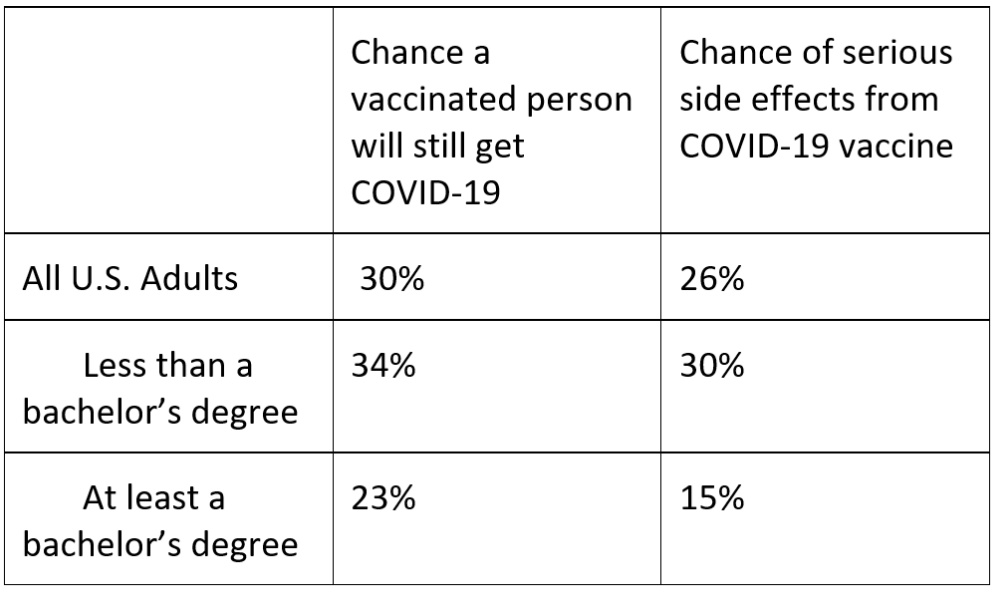 Chance a
vaccinated person
will still get
COVID-19
Chance of serious
side effects from
COVID-19 vaccine
All U.S. Adults
30%
26%
Less than a
bachelor’s degree
34%
30%
At least a
bachelor’s degree
23%
15%